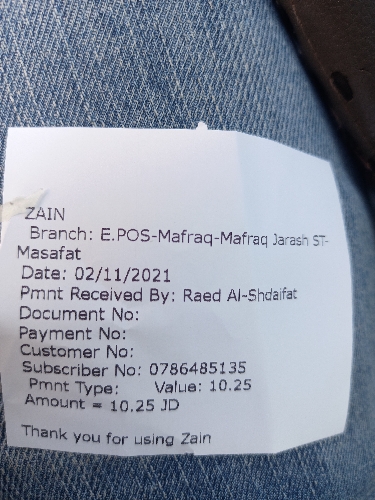 ZAIN
Branch: E.POS-Mafraq-Mafraq Jarash ST-
Masafat
Date: 02/11/2021
Pmnt Received By: Raed Al-Shdaifat
Document No:
Payment No:
Customer No:
Subscriber No: 0786485135
Pmnt Type: Value: 10.25
Amount = 10.25 JD
Thank you for using Zain